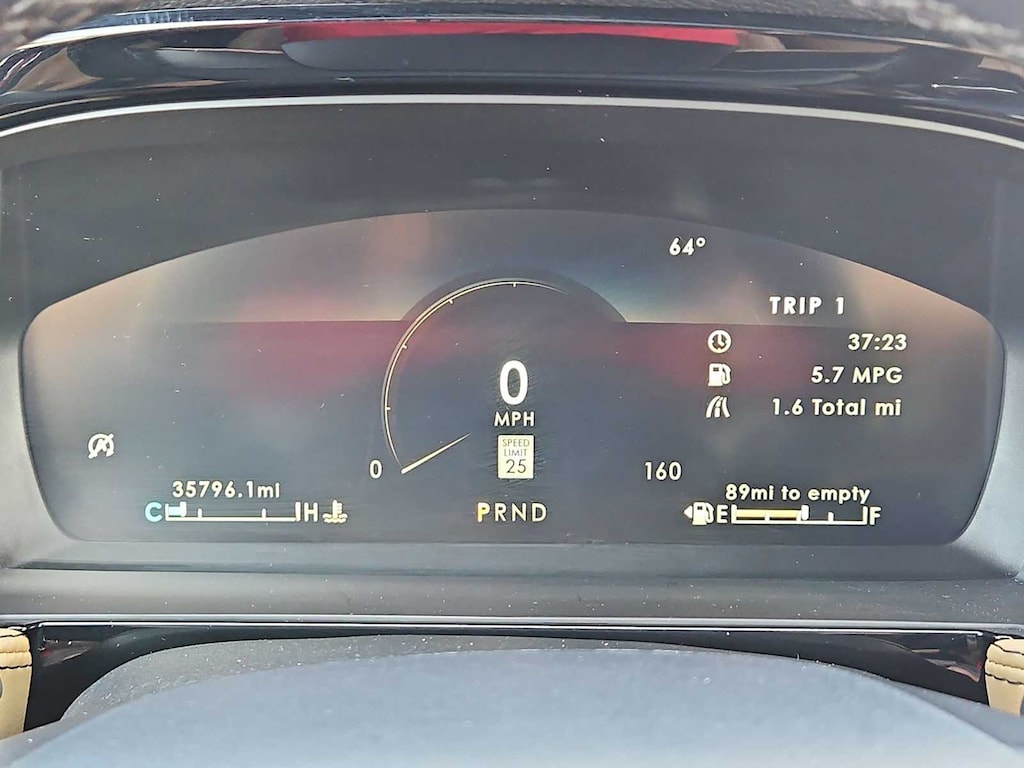 64°
TRIP 1
37:23
5.7 MPG
1.6 Total mi
0
MPH
SPEED
LIMIT
25
0
160
35796.1mi
89mi to empty
C H
PRND
E F